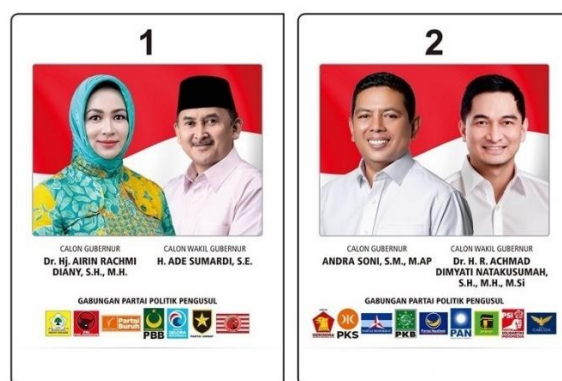 1
CALON GUBERNUR
Dr. Hj. AIRIN RACHMI
DIANY, S.H., M.H.
CALON WAKIL GUBERNUR
H. ADE SUMARDI, S.E.
GABUNGAN PARTAI POLITIK PENGUSUL
Partai
Buruh
PBB
2
CALON GUBERNUR
ANDRA SONI, S.M., M.AP
CALON WAKIL GUBERNUR
Dr. H. R. ACHMAD
DIMYATI NATAKUSUMAH,
S.H., M.H., M.Si
GABUNGAN PARTAI POLITIK PENGUSUL
GERINDRA
PKS
PKB
PAN
PSI